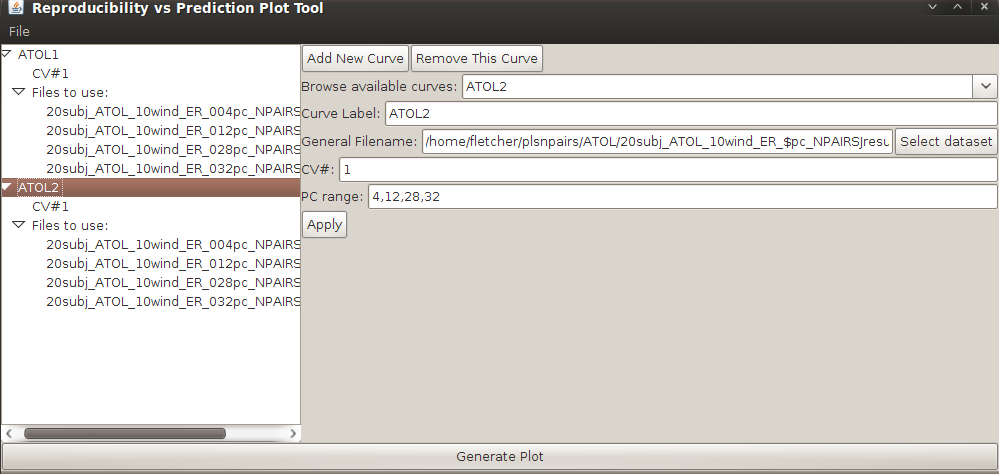 Reproducibility vs Prediction Plot Tool
File
ATOL1
CV#1
Files to use:
20subj_ATOL_10wind_ER_004pc_NPAIRS
20subj_ATOL_10wind_ER_012pc_NPAIRS
20subj_ATOL_10wind_ER_028pc_NPAIRS
20subj_ATOL_10wind_ER_032pc_NPAIRS
ATOL2
CV#1
Files to use:
20subj_ATOL_10wind_ER_004pc_NPAIRS
20subj_ATOL_10wind_ER_012pc_NPAIRS
20subj_ATOL_10wind_ER_028pc_NPAIRS
20subj_ATOL_10wind_ER_032pc_NPAIRS
Add New Curve Remove This Curve
Browse available curves: ATOL2
Curve Label: ATOL2
General Filename: /home/fletcher/plsnpairs/ATOL/20subj_ATOL_10wind_ER_$pc_NPAIRSJresu Select dataset
CV#: 1
PC range: 4,12,28,32
Apply
Generate Plot